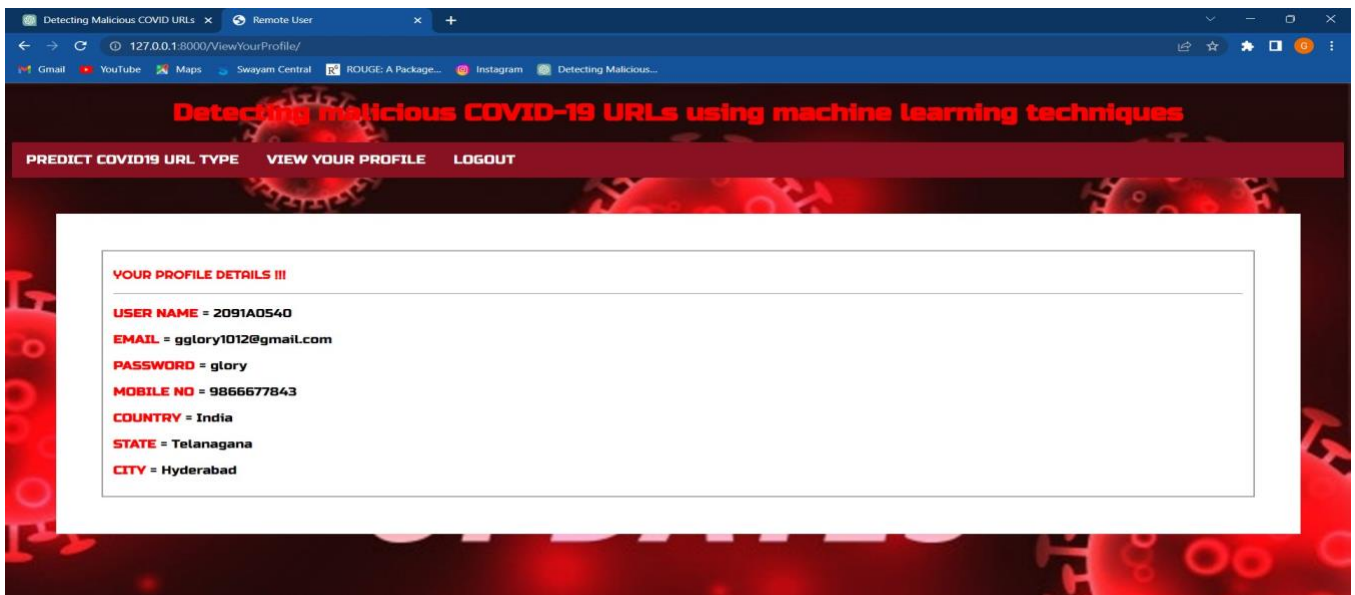 Detecting Malicious COVID URLs
Remote User
127.0.0.1:8000/ViewYourProfile/
G
Gmail YouTube Maps Swayam Central R⁶ ROUGE: A Package... Instagram Detecting Malicious...
Detecting malicious COVID-19 URLs using machine learning techniques
PREDICT COVID19 URL TYPE VIEW YOUR PROFILE LOGOUT
YOUR PROFILE DETAILS !!!
USER NAME = 2091A0540
EMAIL = gglory1012@gmail.com
PASSWORD = glory
MOBILE NO = 9866677843
COUNTRY = India
STATE = Telanagana
CITY = Hyderabad